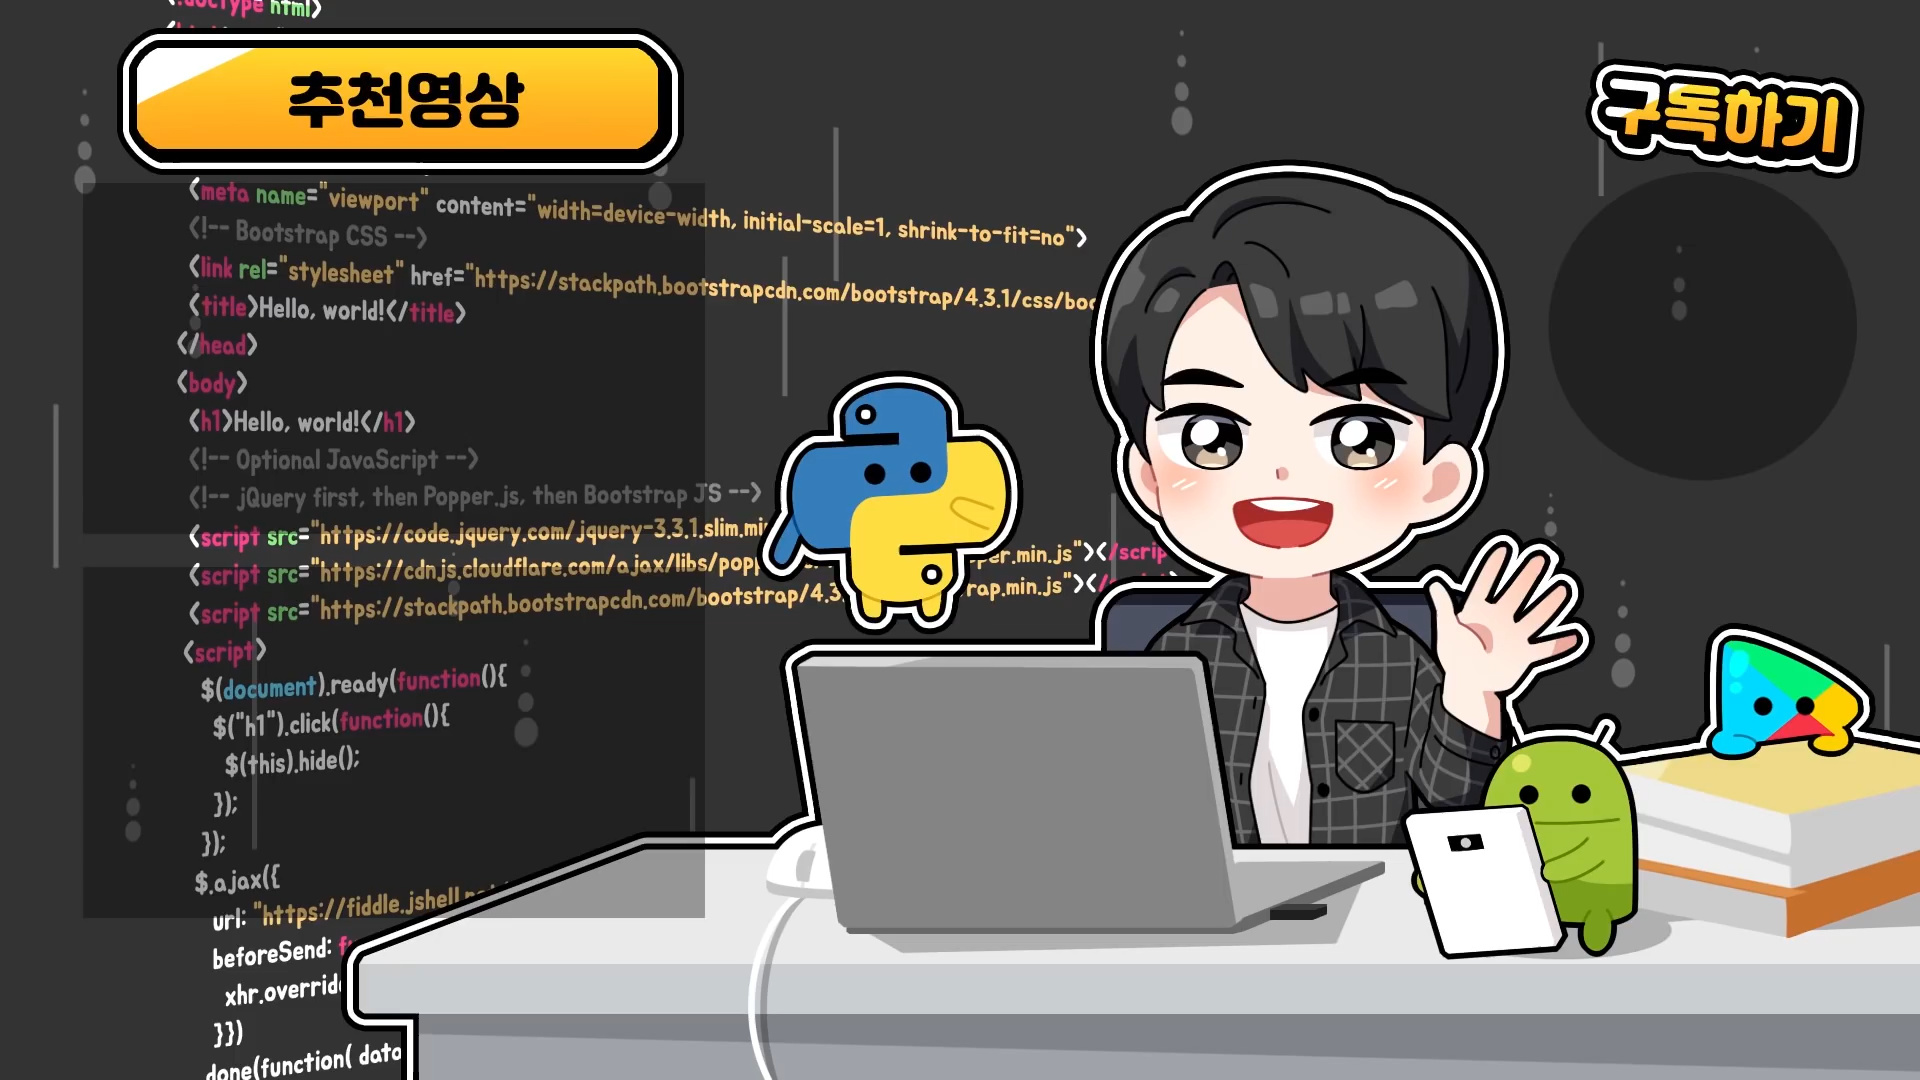 <!doctype html>
추천영상
구독하기
<meta name="viewport" content="width=device-width, initial-scale=1, shrink-to-fit=no">
<!-- Bootstrap CSS -->
<link rel="stylesheet" href="https://stackpath.bootstrapcdn.com/bootstrap/4.3.1/css/boo
<title>Hello, world!</title>
</head>
<body>
<h1>Hello, world!</h1>
<!-- Optional JavaScript -->
<!-- jQuery first, then Popper.js, then Bootstrap JS -->
<script src="https://code.jquery.com/jquery-3.3.1.slim.mi
<script src="https://cdnjs.cloudflare.com/ajax/libs/popp per.min.js"></scrip
<script src="https://stackpath.bootstrapcdn.com/bootstrap/4.3 rap.min.js"></
<script>
$(document).ready(function(){
$("h1").click(function(){
$(this).hide();
});
});
$.ajax({
url: "https://fiddle.jshell.ne
beforeSend: f
xhr.overrid
}})
done(function( data